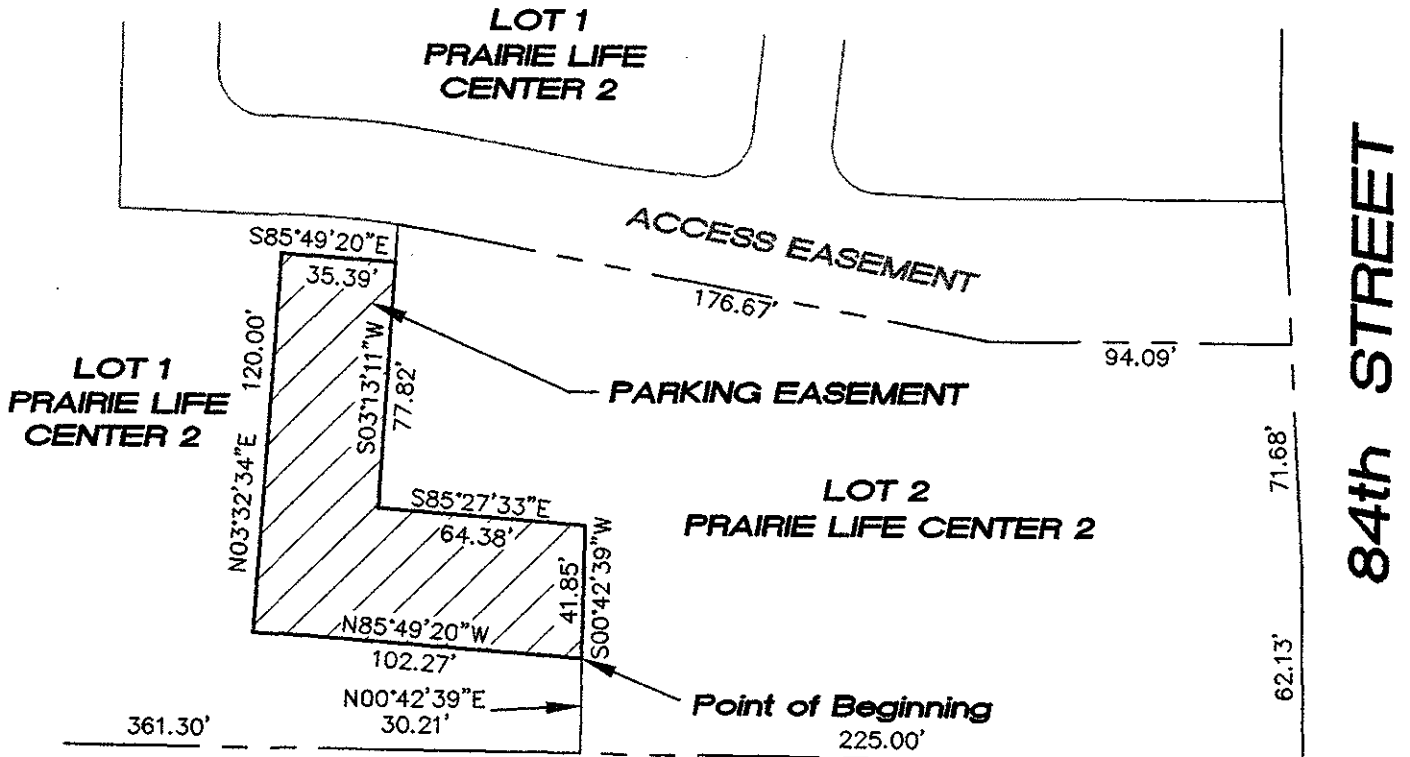 LOT 1
PRAIRIE LIFE
CENTER 2
ACCESS EASEMENT
S85°49'20"E
35.39'
176.67'
94.09'
84th STREET
120.00'
N03°32'34"E
S03°13'11"W
77.82'
LOT 1
PRAIRIE LIFE
CENTER 2
PARKING EASEMENT
71.68'
S85°27'33"E
64.38'
LOT 2
PRAIRIE LIFE CENTER 2
41.85'
S00°42'39"W
N85°49'20"W
102.27'
62.13'
N00°42'39"E
30.21'
Point of Beginning
361.30'
225.00'